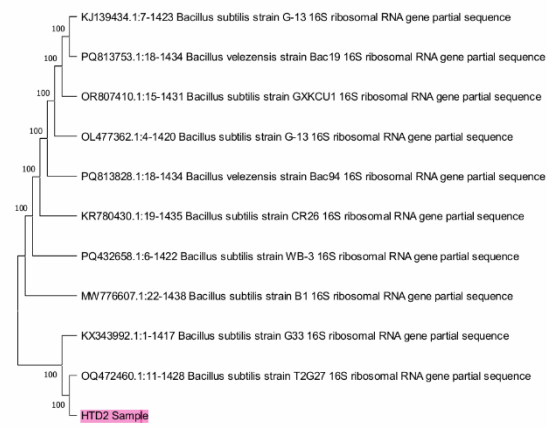 100
KJ139434.1:7-1423 Bacillus subtilis strain G-13 16S ribosomal RNA gene partial sequence
100
PQ813753.1:18-1434 Bacillus velezensis strain Bac19 16S ribosomal RNA gene partial sequence
100
OR807410.1:15-1431 Bacillus subtilis strain GXKCU1 16S ribosomal RNA gene partial sequence
100
OL477362.1:4-1420 Bacillus subtilis strain G-13 16S ribosomal RNA gene partial sequence
100
PQ813828.1:18-1434 Bacillus velezensis strain Bac94 16S ribosomal RNA gene partial sequence
100
KR780430.1:19-1435 Bacillus subtilis strain CR26 16S ribosomal RNA gene partial sequence
PQ432658.1:6-1422 Bacillus subtilis strain WB-3 16S ribosomal RNA gene partial sequence
MW776607.1:22-1438 Bacillus subtilis strain B1 16S ribosomal RNA gene partial sequence
KX343992.1:1-1417 Bacillus subtilis strain G33 16S ribosomal RNA gene partial sequence
100
OQ472460.1:11-1428 Bacillus subtilis strain T2G27 16S ribosomal RNA gene partial sequence
100
HTD2 Sample